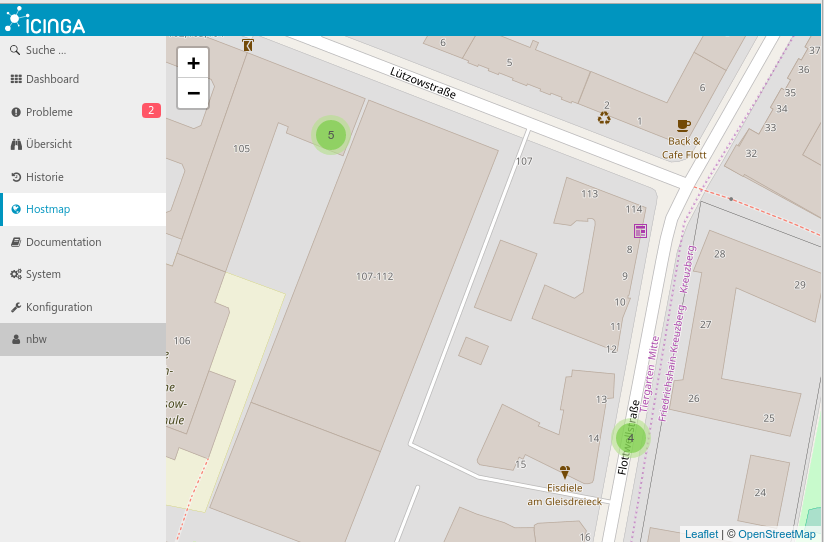 iCINGA
Suche ...
Dashboard
Probleme
2
Übersicht
Historie
Hostmap
Documentation
System
Konfiguration
nbw
+
−
Lützowstraße
6
5
6
2
1
Back &
Cafe Flott
37
36
35
34
33
32
105
5
107
113
114
8
9
10
11
12
107-112
106
28
29
27
Tiergarten Mitte
Friedrichshain-Kreuzberg
Kreuzberg
26
25
13
14
4
15
Eisdiele
am Gleisdreieck
24
16
Leaflet | © OpenStreetMap